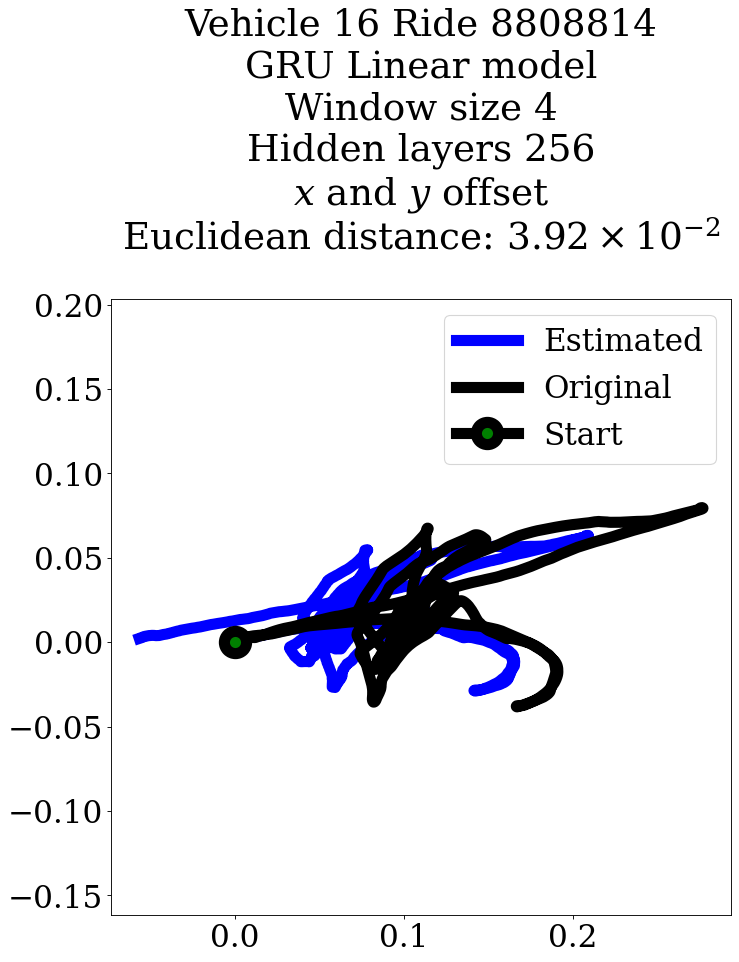 Vehicle 16 Ride 8808814
GRU Linear model
Window size 4
Hidden layers 256
x and y offset
Euclidean distance: 3.92 × 10⁻²
Estimated
Original
Start
0.20
0.15
0.10
0.05
0.00
−0.05
−0.10
−0.15
0.0 0.1 0.2